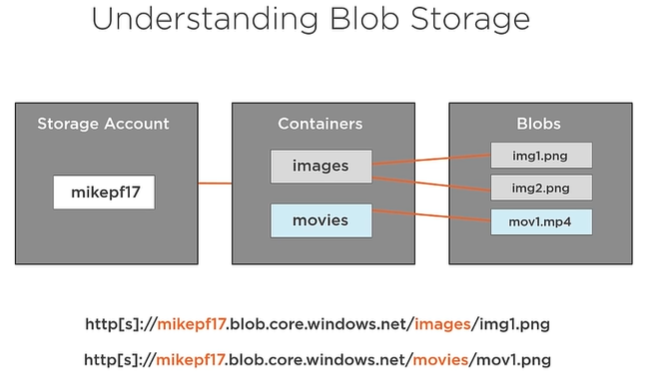 Understanding Blob Storage
Storage Account
mikepf17
Containers
images
movies
Blobs
img1.png
img2.png
mov1.mp4
http[s]://mikepf17.blob.core.windows.net/images/img1.png
http[s]://mikepf17.blob.core.windows.net/movies/mov1.png